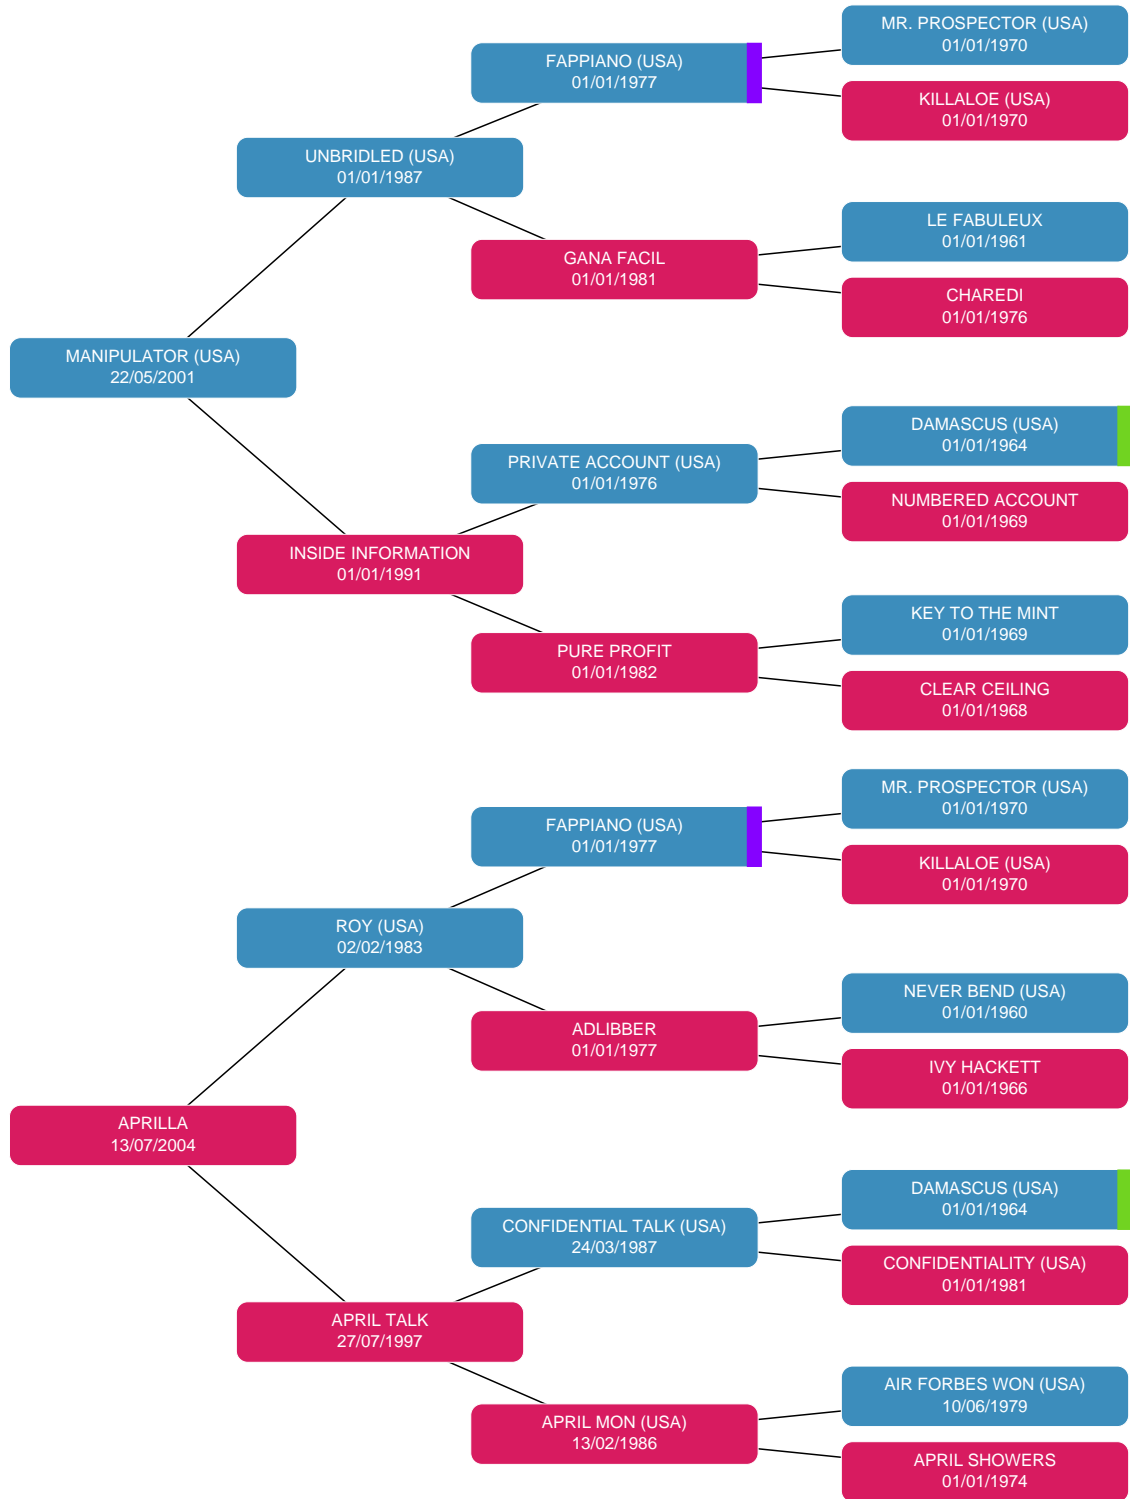 MR. PROSPECTOR (USA)
01/01/1970
FAPPIANO (USA)
01/01/1977
KILLALOE (USA)
01/01/1970
UNBRIDLED (USA)
01/01/1987
LE FABULEUX
01/01/1961
GANA FACIL
01/01/1981
CHAREDI
01/01/1976
MANIPULATOR (USA)
22/05/2001
DAMASCUS (USA)
01/01/1964
PRIVATE ACCOUNT (USA)
01/01/1976
NUMBERED ACCOUNT
01/01/1969
INSIDE INFORMATION
01/01/1991
KEY TO THE MINT
01/01/1969
PURE PROFIT
01/01/1982
CLEAR CEILING
01/01/1968
MR. PROSPECTOR (USA)
01/01/1970
FAPPIANO (USA)
01/01/1977
KILLALOE (USA)
01/01/1970
ROY (USA)
02/02/1983
NEVER BEND (USA)
01/01/1960
ADLIBBER
01/01/1977
IVY HACKETT
01/01/1966
APRILLA
13/07/2004
DAMASCUS (USA)
01/01/1964
CONFIDENTIAL TALK (USA)
24/03/1987
CONFIDENTIALITY (USA)
01/01/1981
APRIL TALK
27/07/1997
AIR FORBES WON (USA)
10/06/1979
APRIL MON (USA)
13/02/1986
APRIL SHOWERS
01/01/1974